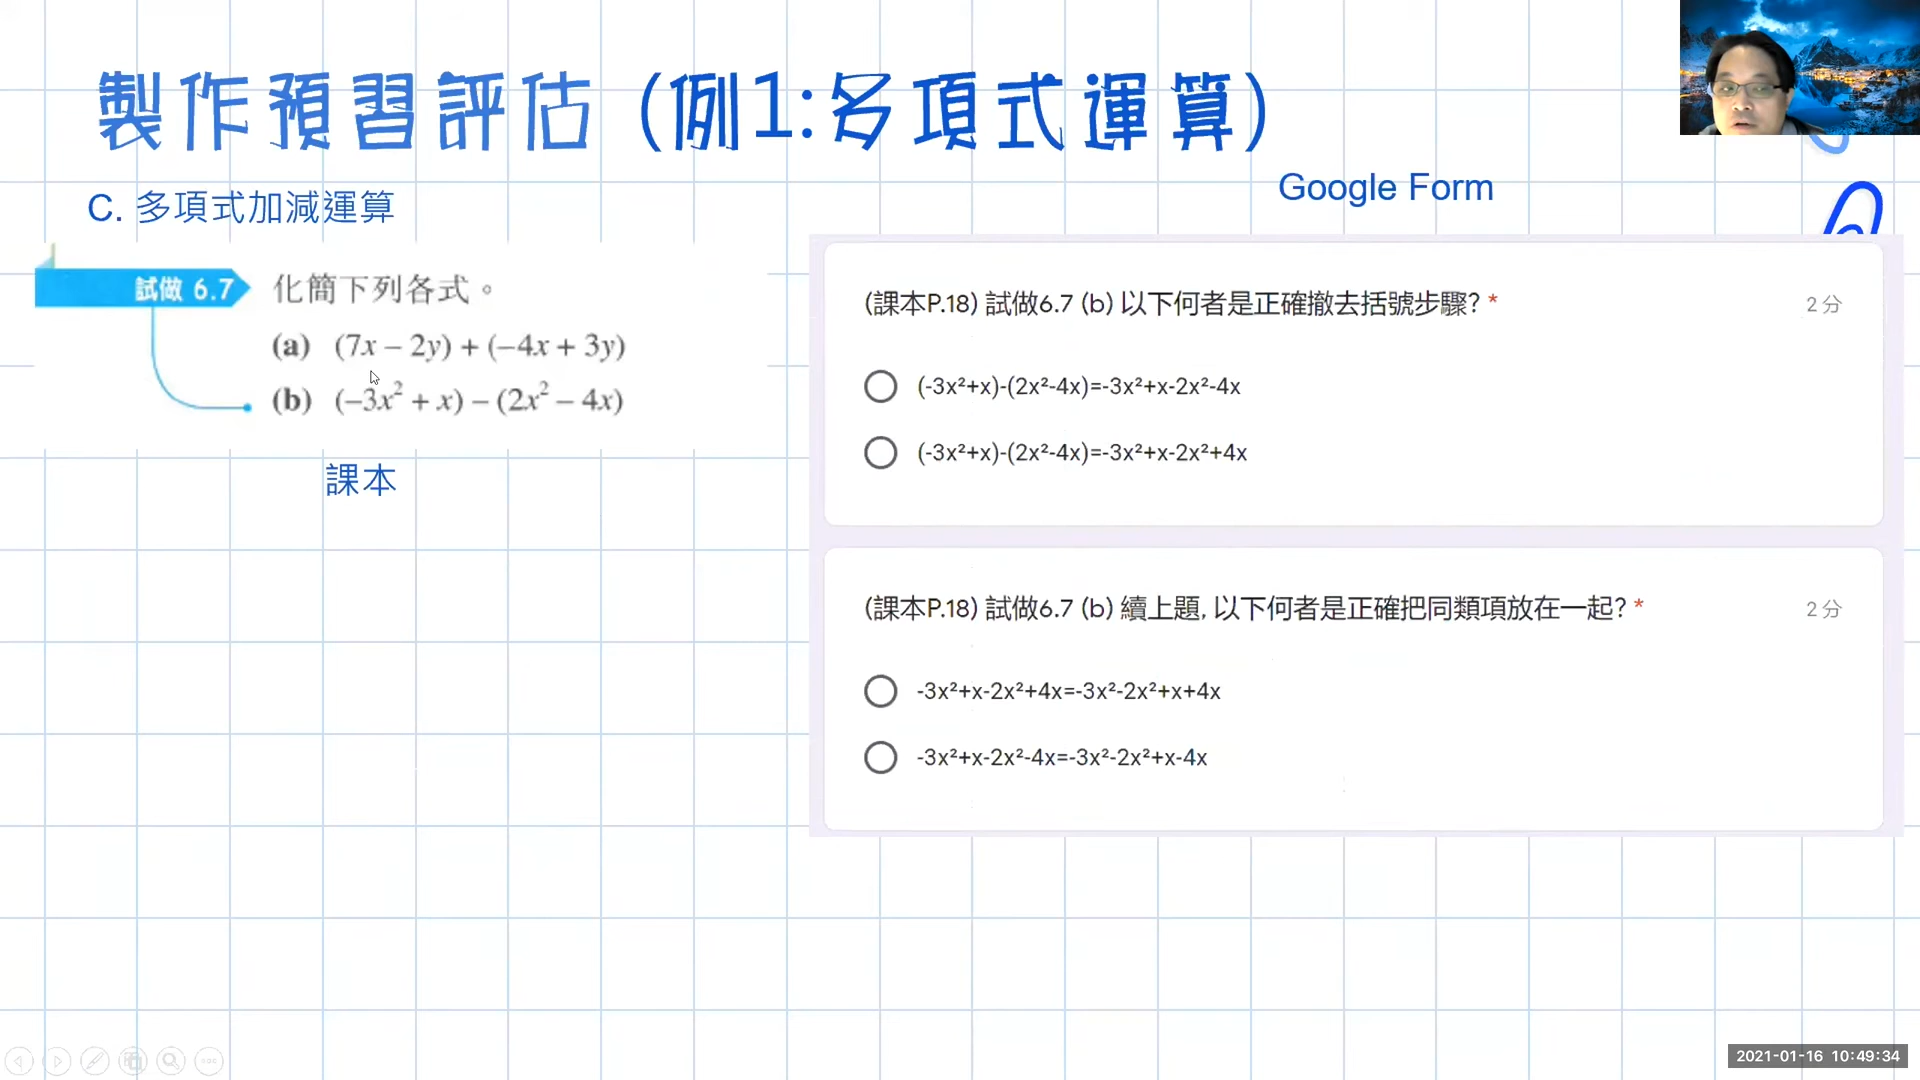 製作預習評估 (例1:多項式運算)
C. 多項式加減運算
Google Form
試做 6.7
化簡下列各式。
(a) (7x − 2y) + (−4x + 3y)
(b) (−3x² + x) − (2x² − 4x)
課本
(課本P.18) 試做6.7 (b) 以下何者是正確撤去括號步驟? *
2 分
(-3x²+x)-(2x²-4x)=-3x²+x-2x²-4x
(-3x²+x)-(2x²-4x)=-3x²+x-2x²+4x
(課本P.18) 試做6.7 (b) 續上題, 以下何者是正確把同類項放在一起? *
2 分
-3x²+x-2x²+4x=-3x²-2x²+x+4x
-3x²+x-2x²-4x=-3x²-2x²+x-4x
2021-01-16 10:49:34